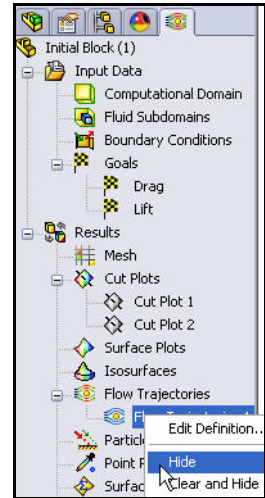 Initial Block (1)
Input Data
Computational Domain
Fluid Subdomains
Boundary Conditions
Goals
Drag
Lift
Results
Mesh
Cut Plots
Cut Plot 1
Cut Plot 2
Surface Plots
Isosurfaces
Flow Trajectories
Edit Definition..
Hide
Clear and Hide